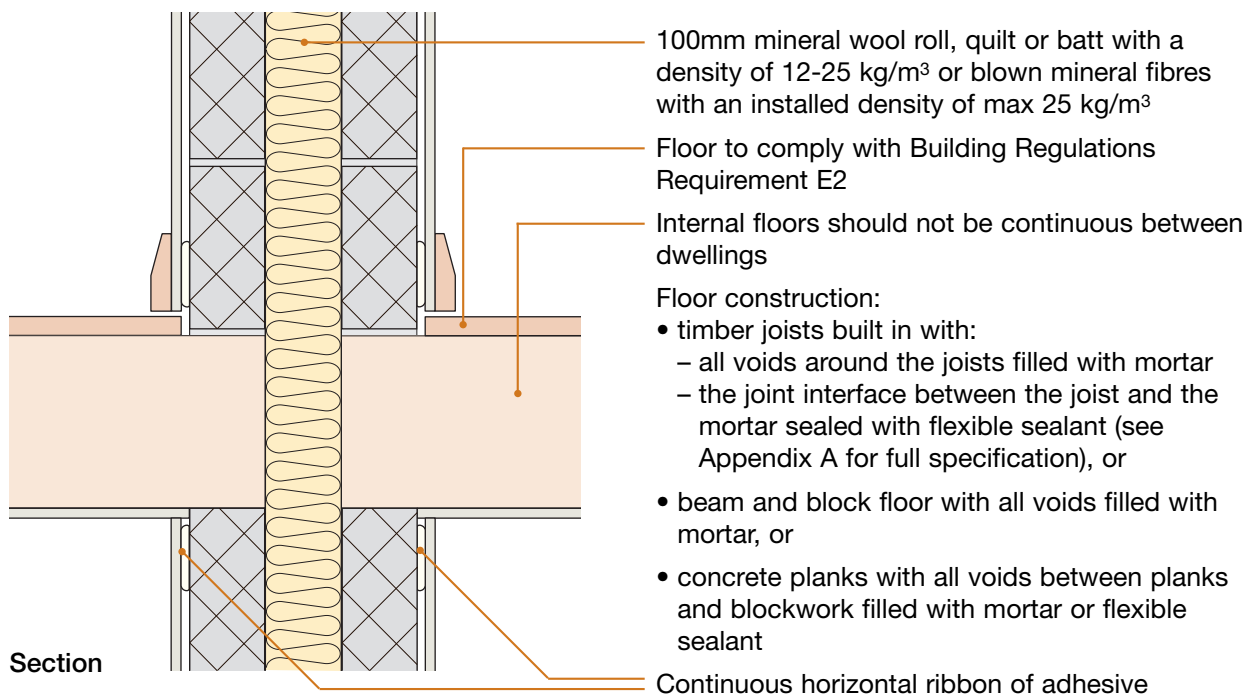 100mm mineral wool roll, quilt or batt with a
density of 12-25 kg/m³ or blown mineral fibres
with an installed density of max 25 kg/m³
Floor to comply with Building Regulations
Requirement E2
Internal floors should not be continuous between
dwellings
Floor construction:
• timber joists built in with:
– all voids around the joists filled with mortar
– the joint interface between the joist and the
mortar sealed with flexible sealant (see
Appendix A for full specification), or
• beam and block floor with all voids filled with
mortar, or
• concrete planks with all voids between planks
and blockwork filled with mortar or flexible
sealant
Section
Continuous horizontal ribbon of adhesive